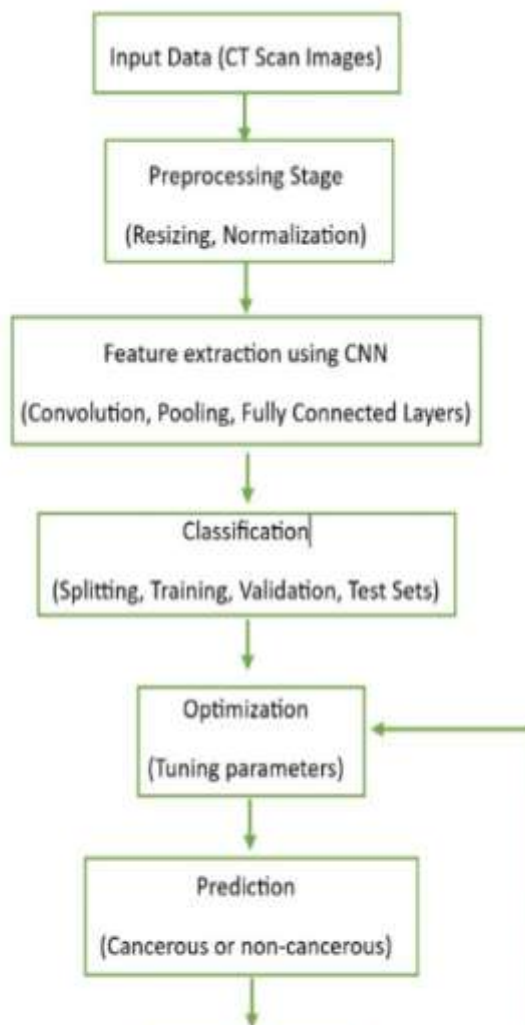 Input Data (CT Scan Images)
Preprocessing Stage
(Resizing, Normalization)
Feature extraction using CNN
(Convolution, Pooling, Fully Connected Layers)
Classification
(Splitting, Training, Validation, Test Sets)
Optimization
(Tuning parameters)
Prediction
(Cancerous or non-cancerous)